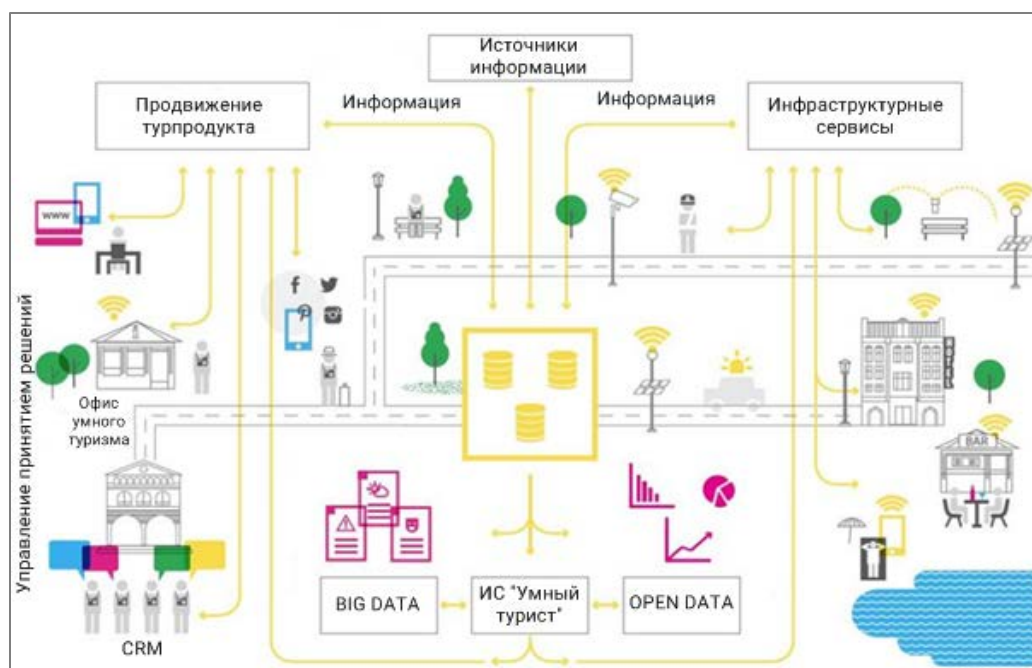 Источники
информации
Продвижение
турпродукта
Информация
Информация
Инфраструктурные
сервисы
www
Управление принятием решений
Офис
умного
туризма
HOTEL
BAR
BIG DATA
ИС "Умный
турист"
OPEN DATA
CRM